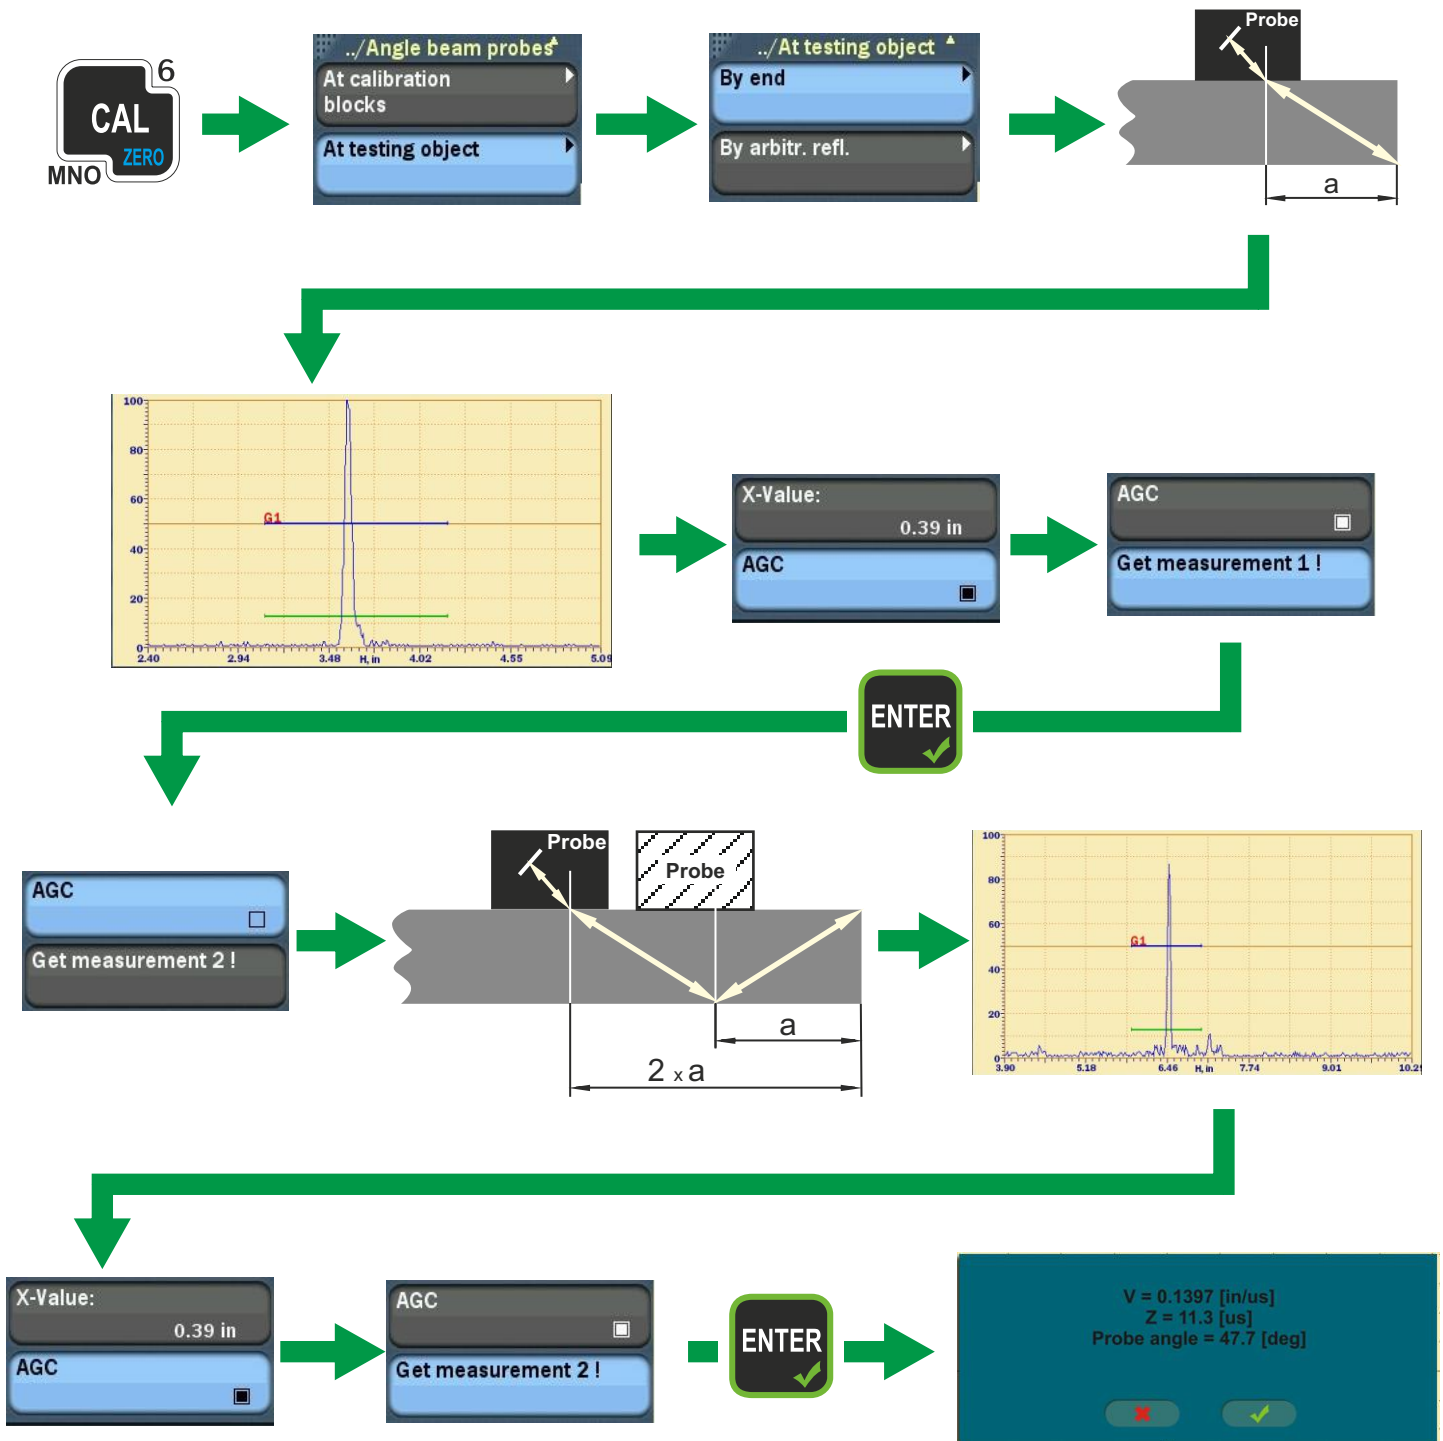 6
CAL
ZERO
MNO
../Angle beam probes
At calibration
blocks
At testing object
../At testing object
By end
By arbitr. refl.
Probe
a
100
80
60
40
20
0
G1
2.40 2.94 3.48 H, in 4.02 4.55 5.09
X-Value:
0.39 in
AGC
AGC
Get measurement 1 !
ENTER
AGC
Get measurement 2 !
Probe
Probe
a
2 x a
100
80
60
40
20
0
G1
3.90 5.18 6.46 H, in 7.74 9.01 10.29
X-Value:
0.39 in
AGC
AGC
Get measurement 2 !
ENTER
V = 0.1397 [in/us]
Z = 11.3 [us]
Probe angle = 47.7 [deg]